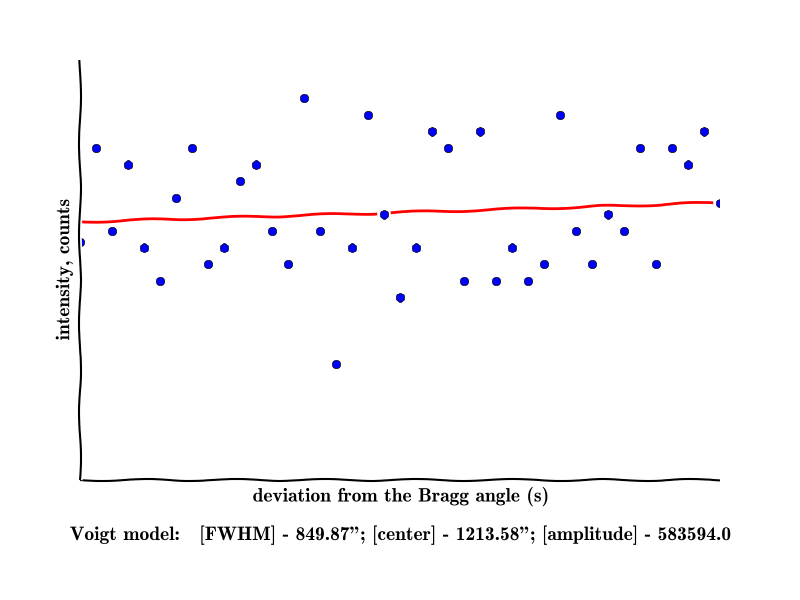 intensity, counts
deviation from the Bragg angle (s)
Voigt model: [FWHM] - 849.87”; [center] - 1213.58”; [amplitude] - 583594.0